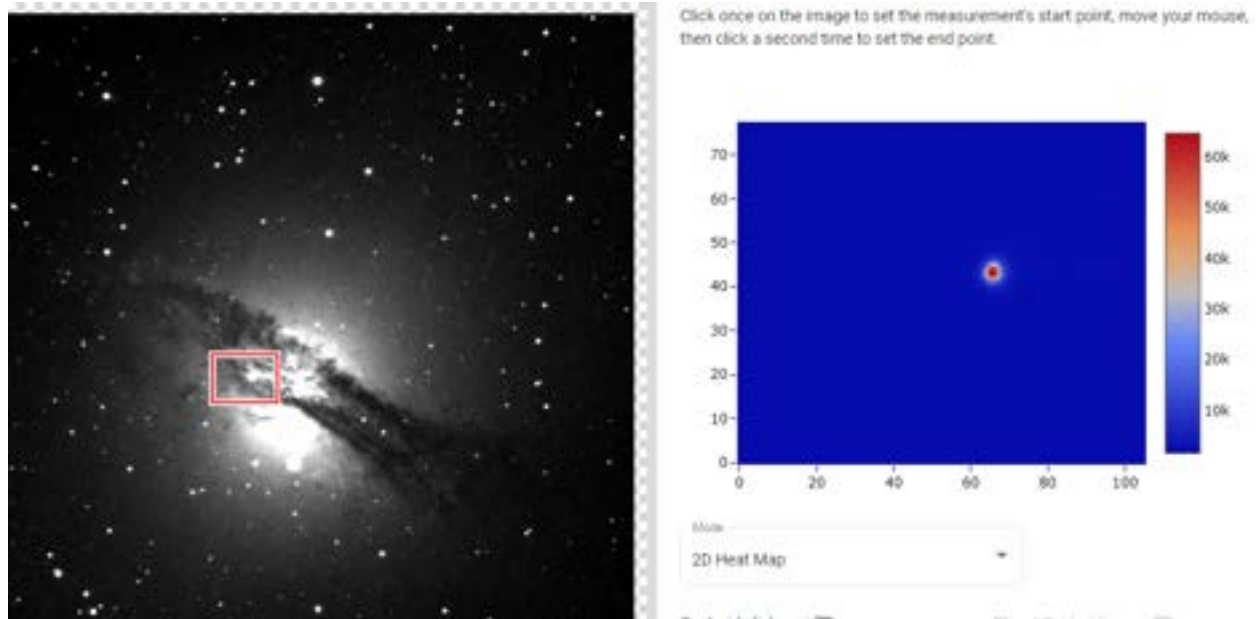 Click once on the image to set the measurement's start point, move your mouse,
then click a second time to set the end point.
70
60
50
40
30
20
10
0
0
20
40
60
80
100
60k
50k
40k
30k
20k
10k
Mode
2D Heat Map